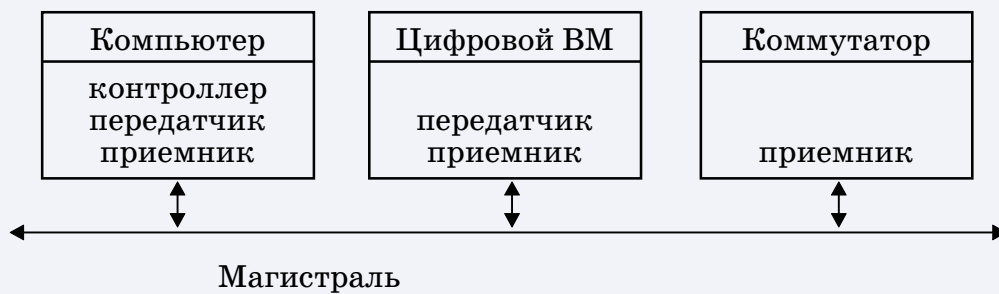 Компьютер
контроллер
передатчик
приемник
Цифровой ВМ
передатчик
приемник
Коммутатор
приемник
Магистраль